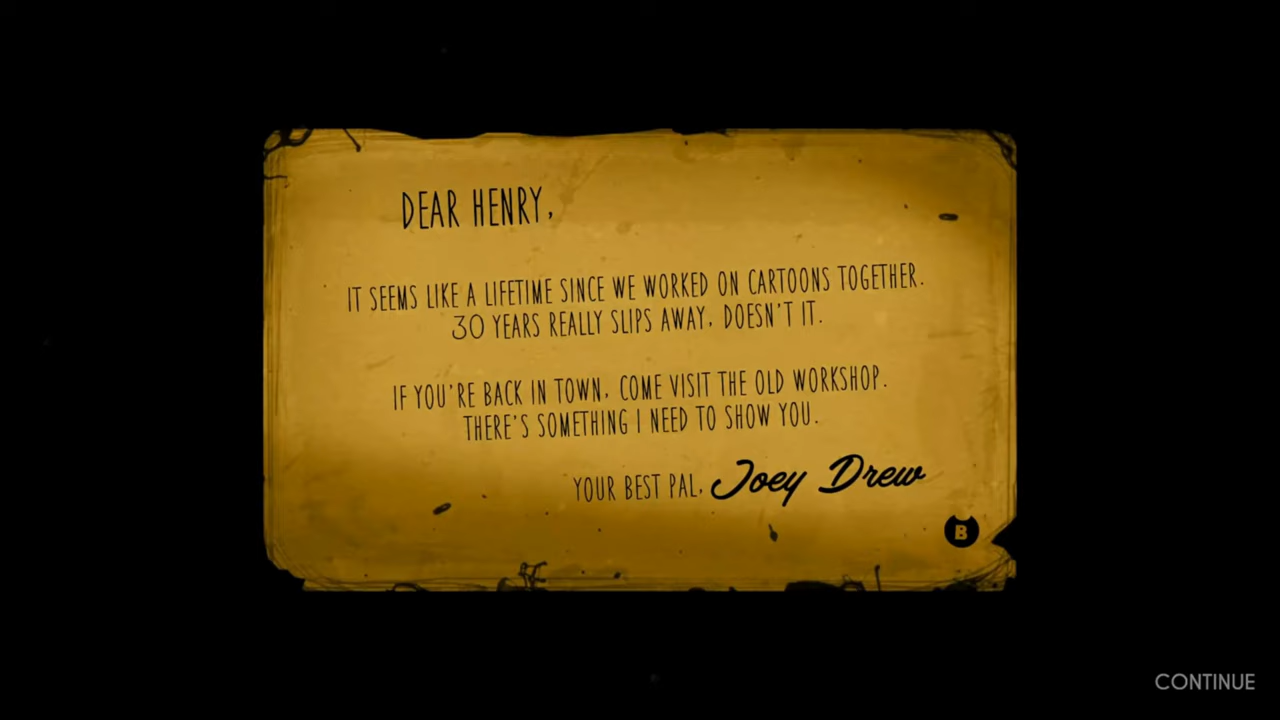 DEAR HENRY,
IT SEEMS LIKE A LIFETIME SINCE WE WORKED ON CARTOONS TOGETHER.
30 YEARS REALLY SLIPS AWAY, DOESN'T IT.
IF YOU'RE BACK IN TOWN, COME VISIT THE OLD WORKSHOP.
THERE'S SOMETHING I NEED TO SHOW YOU.
YOUR BEST PAL, Joey Drew
B
CONTINUE